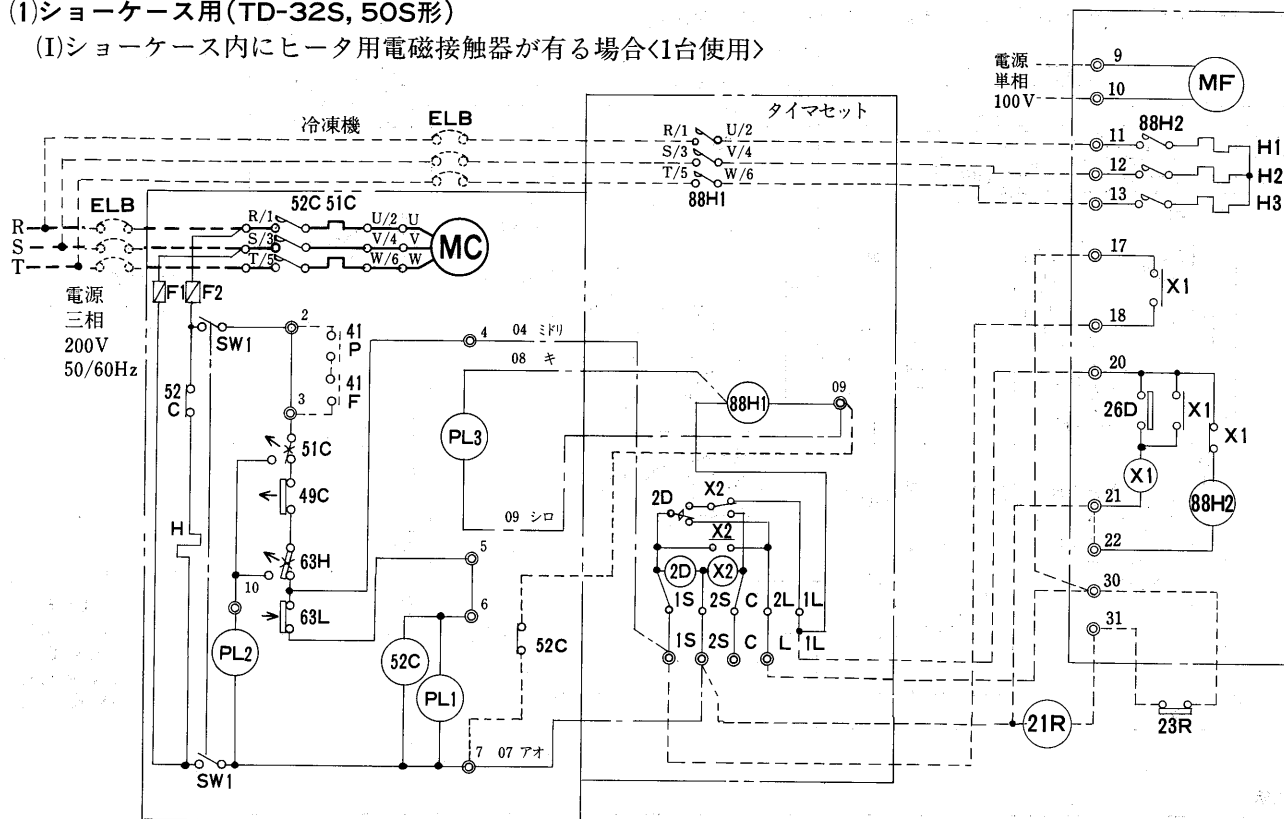 (1)ショーケース用(TD-32S, 50S形)
(I)ショーケース内にヒータ用電磁接触器が有る場合<1台使用>
電源
単相
100V
9
10
MF
タイマセット
冷凍機
ELB
R/1 U/2
S/3 V/4
T/5 W/6
88H1
11
12
13
88H2
H1
H2
H3
ELB
R
S
T
52C 51C
R/1 U/2 U
S/3 V/4 V
T/5 W/6 W
MC
電源
三相
200V
50/60Hz
F1 F2
SW1
2
41
P
41
F
3
4
04 ミドリ
08 キ
17
X1
18
52
C
51C
49C
PL3
88H1
09
20
26D
X1
X1
X1
88H2
21
22
09 シロ
2D
X2
X2
2D
X2
H
63H
10
63L
5
6
1S 2S C 2L 1L
1S 2S C L 1L
30
31
PL2
52C
PL1
52C
21R
23R
SW1
7 07 アオ